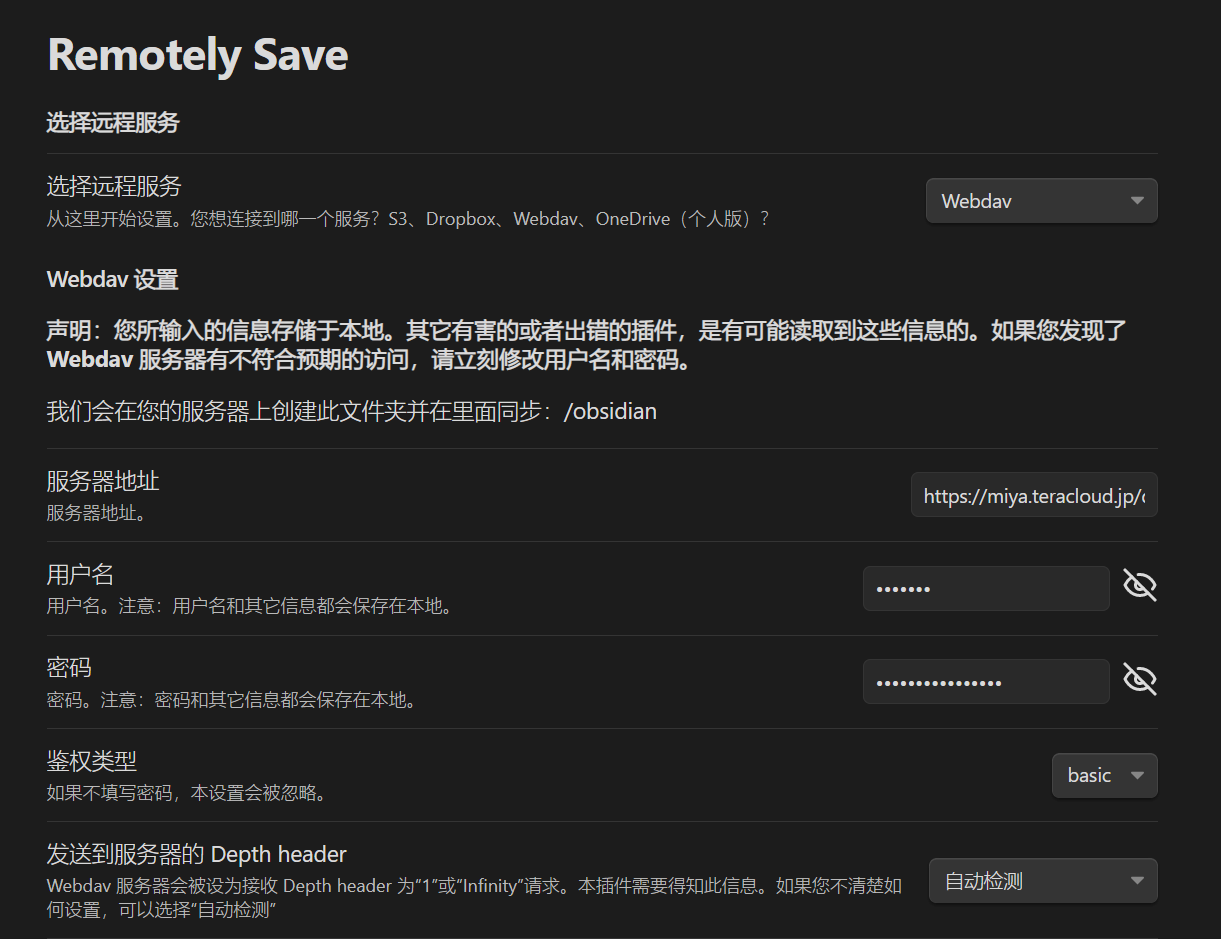 Remotely Save
选择远程服务
选择远程服务
从这里开始设置。您想连接到哪一个服务？S3、Dropbox、Webdav、OneDrive（个人版）？
Webdav
Webdav 设置
声明：您所输入的信息存储于本地。其它有害的或者出错的插件，是有可能读取到这些信息的。如果您发现了
Webdav 服务器有不符合预期的访问，请立刻修改用户名和密码。
我们会在您的服务器上创建此文件夹并在里面同步：/obsidian
服务器地址
服务器地址。
https://miya.teracloud.jp/
用户名
用户名。注意：用户名和其它信息都会保存在本地。
密码
密码。注意：密码和其它信息都会保存在本地。
鉴权类型
如果不填写密码，本设置会被忽略。
basic
发送到服务器的 Depth header
Webdav 服务器会被设为接收 Depth header 为“1”或“Infinity”请求。本插件需要得知此信息。如果您不清楚如
何设置，可以选择“自动检测”
自动检测